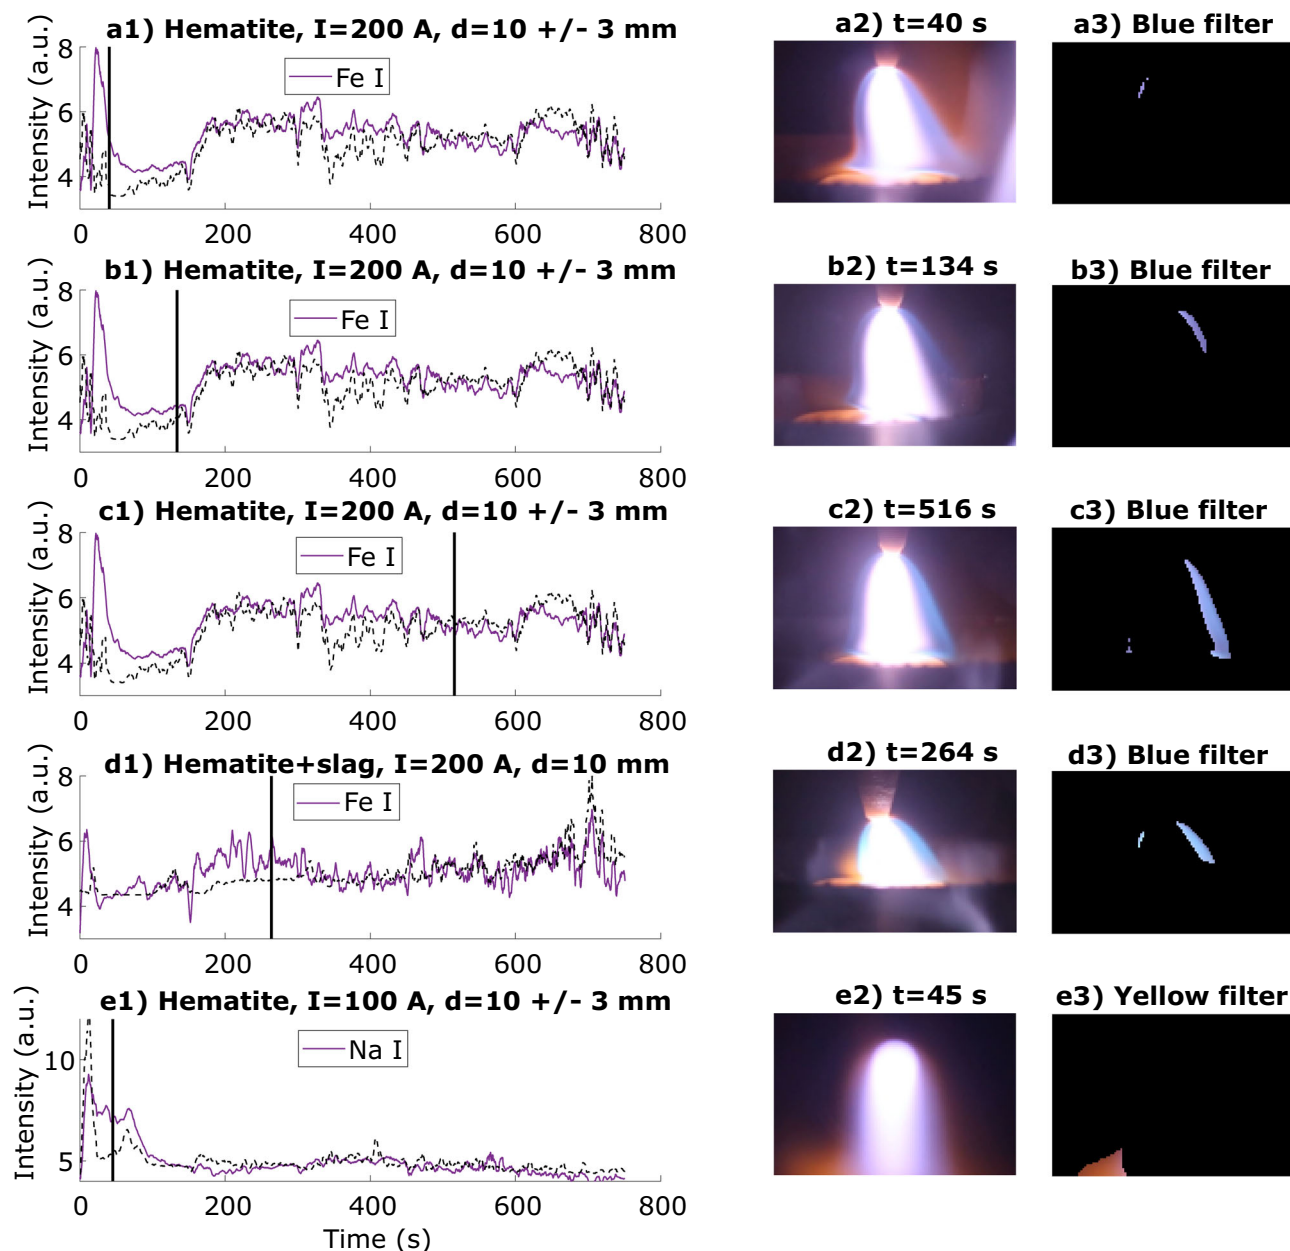 a1) Hematite, I=200 A, d=10 +/- 3 mm
a2) t=40 s
a3) Blue filter
Intensity (a.u.)
8
6
4
Fe I
0 200 400 600 800
b1) Hematite, I=200 A, d=10 +/- 3 mm
b2) t=134 s
b3) Blue filter
Intensity (a.u.)
8
6
4
Fe I
0 200 400 600 800
c1) Hematite, I=200 A, d=10 +/- 3 mm
c2) t=516 s
c3) Blue filter
Intensity (a.u.)
8
6
4
Fe I
0 200 400 600 800
d1) Hematite+slag, I=200 A, d=10 mm
d2) t=264 s
d3) Blue filter
Intensity (a.u.)
8
6
4
Fe I
0 200 400 600 800
e1) Hematite, I=100 A, d=10 +/- 3 mm
e2) t=45 s
e3) Yellow filter
Intensity (a.u.)
10
5
Na I
0 200 400 600 800
Time (s)